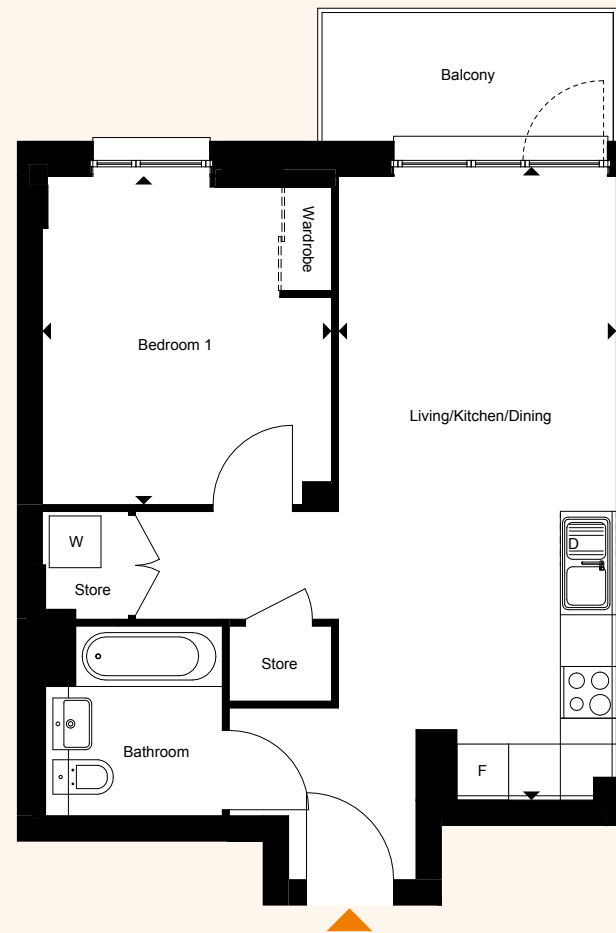 Balcony
Wardrobe
Bedroom 1
Living/Kitchen/Dining
W
D
Store
Store
Bathroom
F